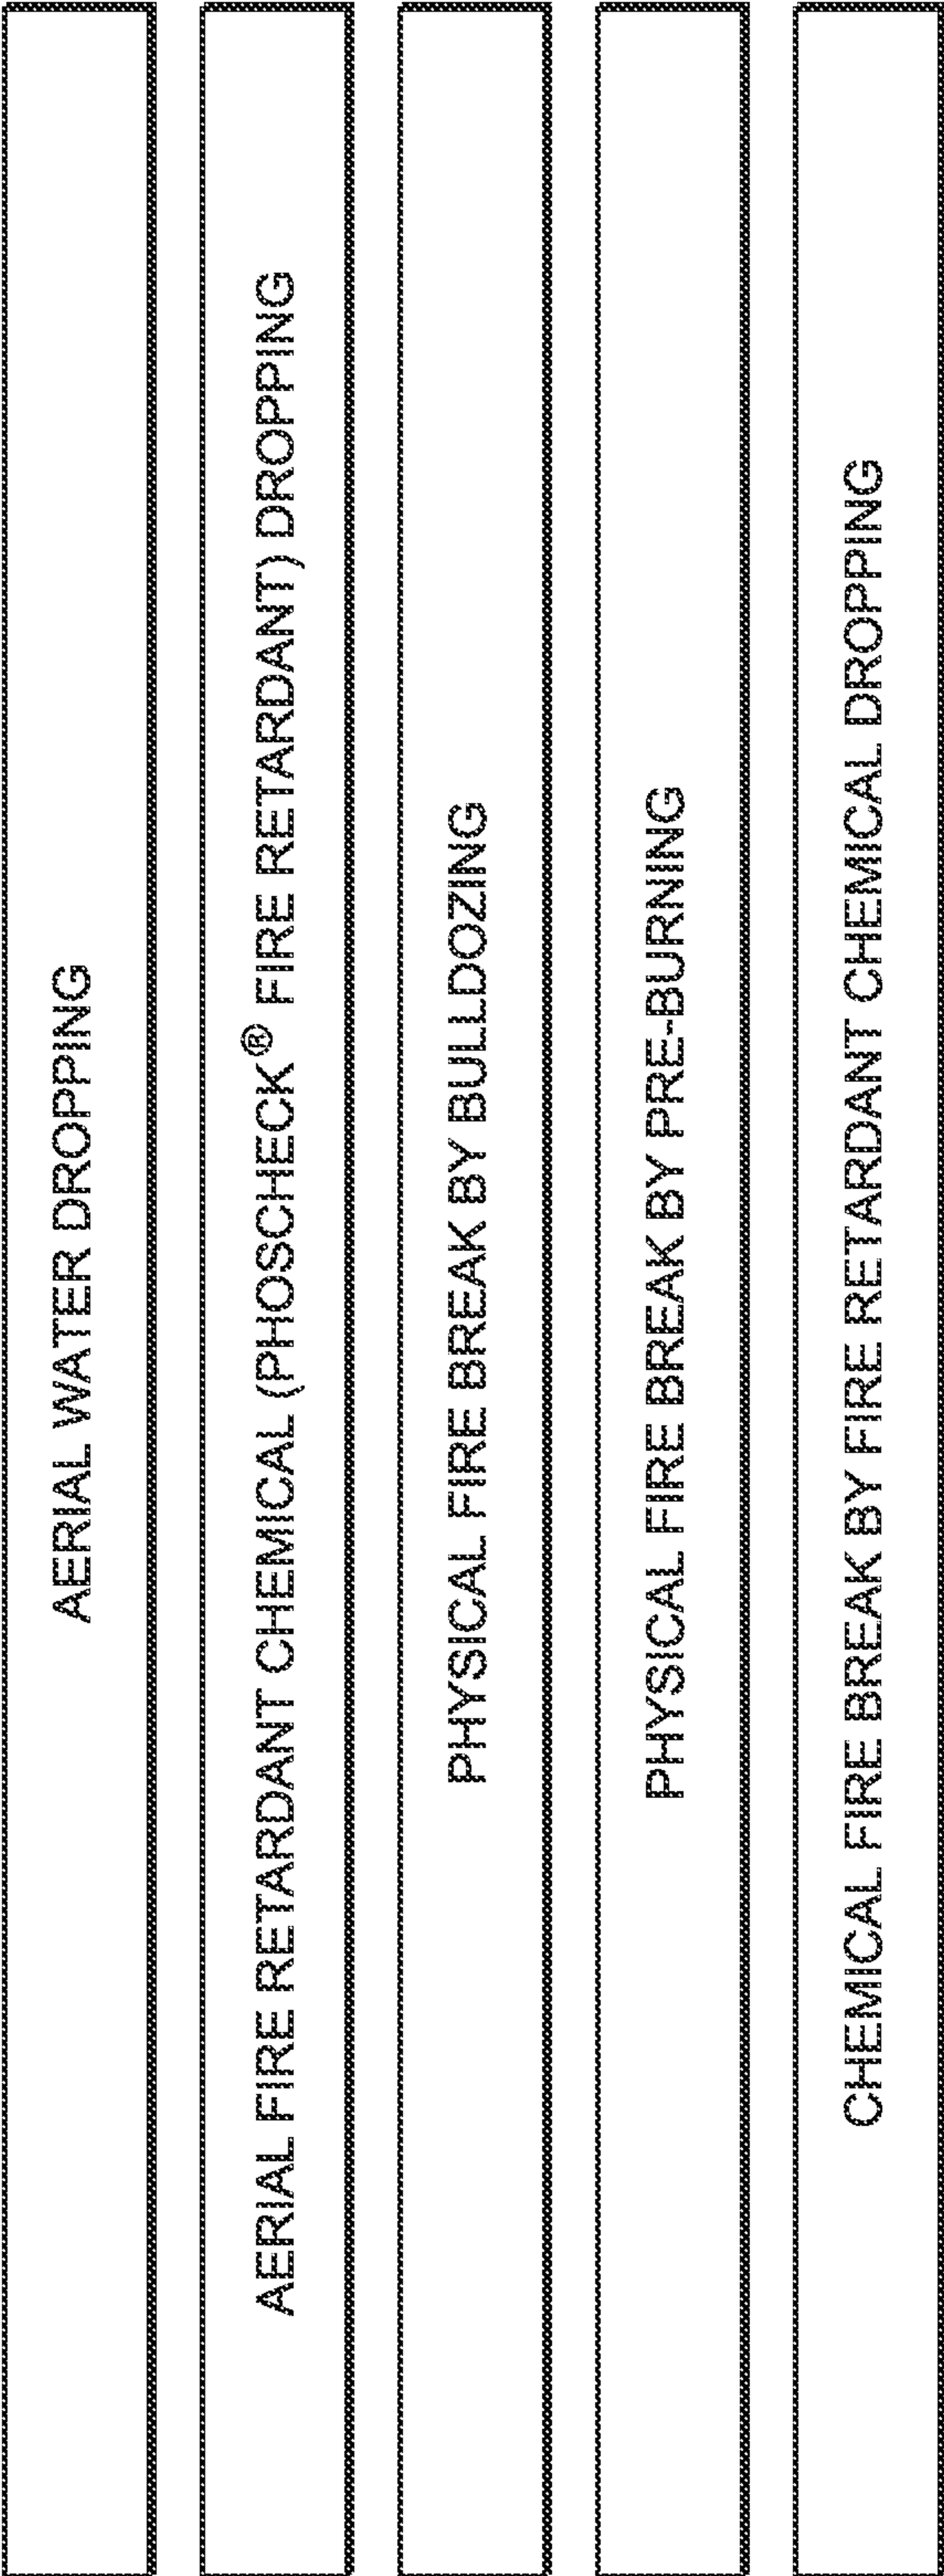 AERIAL WATER DROPPING
AERIAL FIRE RETARDANT CHEMICAL (PHOSCHECK® FIRE RETARDANT) DROPPING
PHYSICAL FIRE BREAK BY BULLDOZING
PHYSICAL FIRE BREAK BY PRE-BURNING
CHEMICAL FIRE BREAK BY FIRE RETARDANT CHEMICAL DROPPING